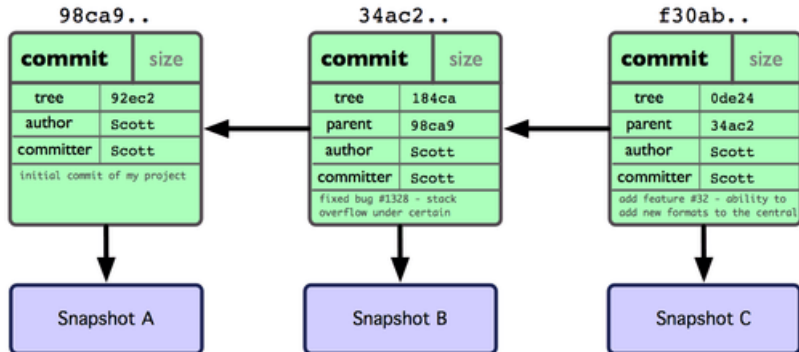 98ca9..
34ac2..
f30ab..
commit size
tree 92ec2
author Scott
committer Scott
initial commit of my project
commit size
tree 184ca
parent 98ca9
author Scott
committer Scott
fixed bug #1328 - stack
overflow under certain
commit size
tree 0de24
parent 34ac2
author Scott
committer Scott
add feature #32 - ability to
add new formats to the central
Snapshot A
Snapshot B
Snapshot C